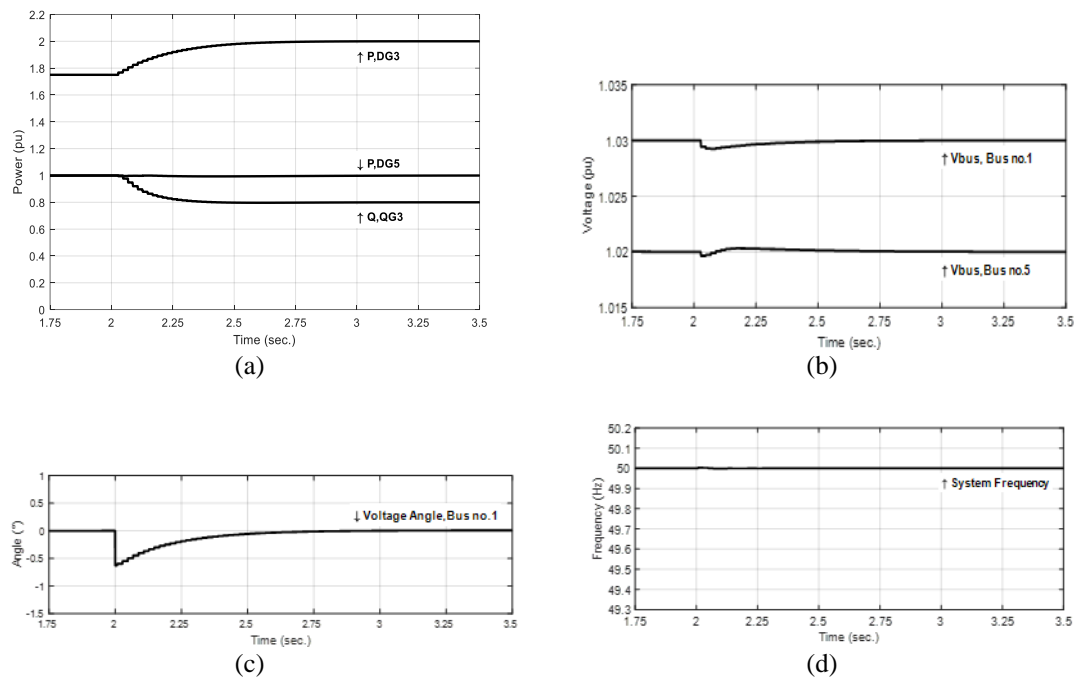 2.2
2
1.8
1.6
1.4
1.2
1
0.8
0.6
0.4
0.2
0
Power (pu)
↑ P,DG3
↓ P,DG5
↑ Q,QG3
1.75 2 2.25 2.5 2.75 3 3.25 3.5
Time (sec.)
(a)
1.035
1.03
1.025
1.02
1.015
Voltage (pu)
↑ Vbus, Bus no.1
↑ Vbus,Bus no.5
1.75 2 2.25 2.5 2.75 3 3.25 3.5
Time (sec.)
(b)
1
0.5
0
-0.5
-1
-1.5
Angle (°)
↓ Voltage Angle,Bus no.1
1.75 2 2.25 2.5 2.75 3 3.25 3.5
Time (sec.)
(c)
50.2
50.1
50
49.9
49.8
49.7
49.6
49.5
49.4
49.3
Frequency (Hz)
↑ System Frequency
1.75 2 2.25 2.5 2.75 3 3.25 3.5
Time (sec.)
(d)